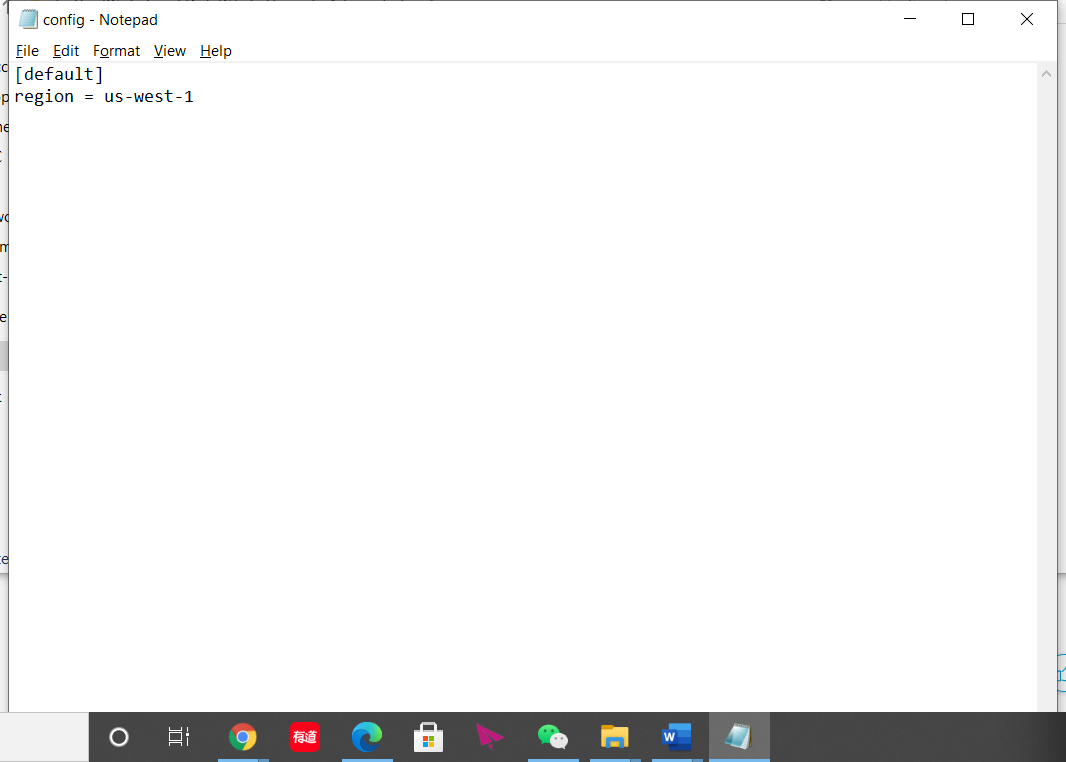 config - Notepad
File Edit Format View Help
[default]
region = us-west-1
有道
W